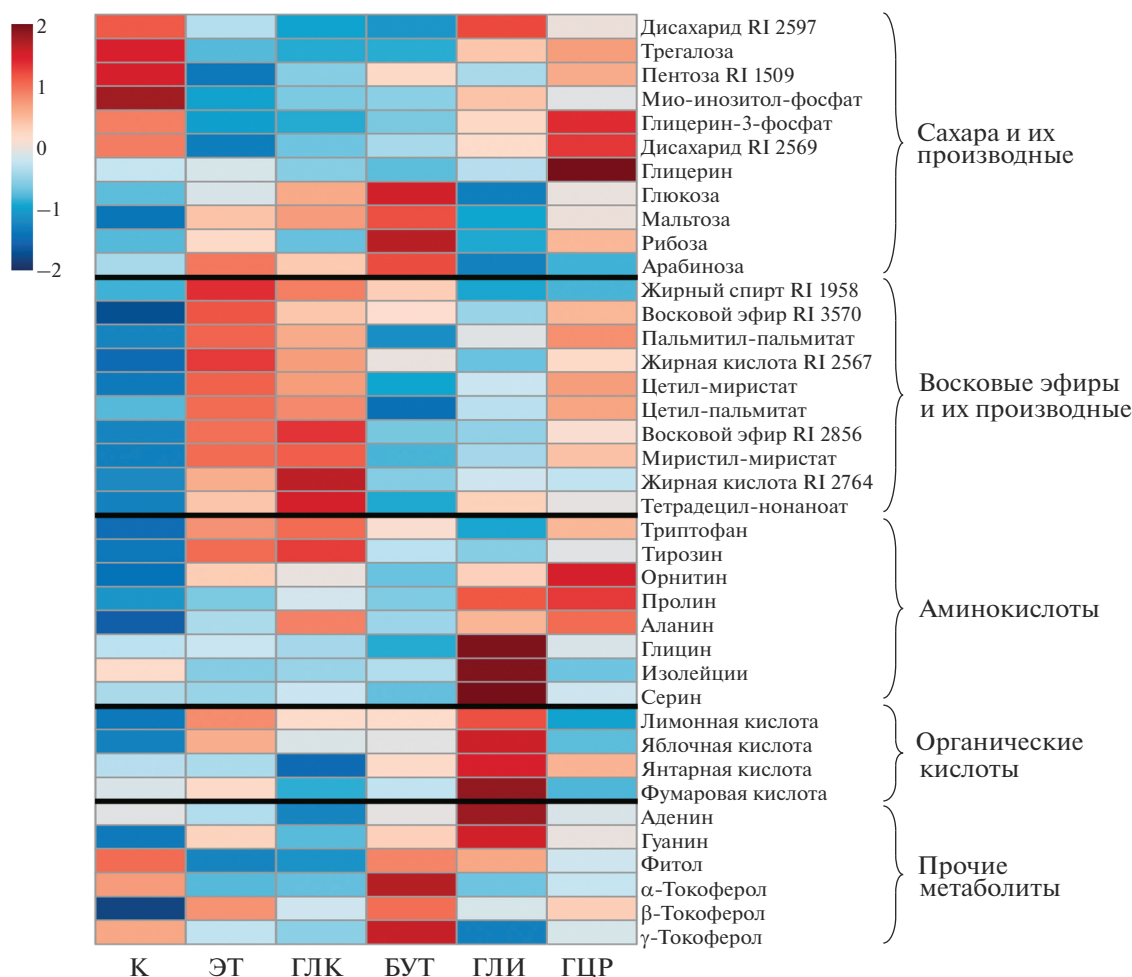 2
1
0
−1
−2
Дисахарид RI 2597
Трегалоза
Пентоза RI 1509
Мио-инозитол-фосфат
Глицерин-3-фосфат
Дисахарид RI 2569
Глицерин
Глюкоза
Мальтоза
Рибоза
Арабиноза
Сахара и их
производные
Жирный спирт RI 1958
Восковой эфир RI 3570
Пальмитил-пальмитат
Жирная кислота RI 2567
Цетил-миристат
Цетил-пальмитат
Восковой эфир RI 2856
Миристил-миристат
Жирная кислота RI 2764
Тетрадецил-нонаноат
Восковые эфиры
и их производные
Триптофан
Тирозин
Орнитин
Пролин
Аланин
Глицин
Изолейции
Серин
Аминокислоты
Лимонная кислота
Яблочная кислота
Янтарная кислота
Фумаровая кислота
Органические
кислоты
Аденин
Гуанин
Фитол
α-Токоферол
β-Токоферол
γ-Токоферол
Прочие
метаболиты
К ЭТ ГЛК БУТ ГЛИ ГЦР